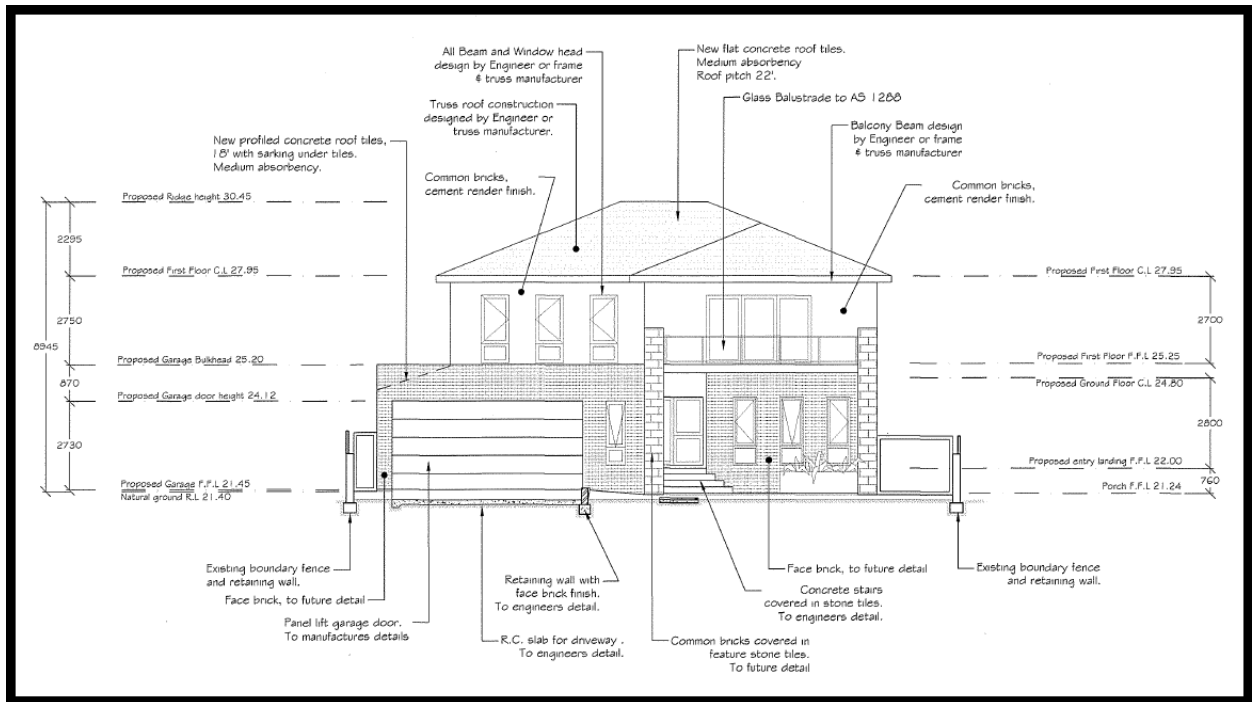 All Beam and Window head
design by Engineer or frame
¢ truss manufacturer
New flat concrete roof tiles.
Medium absorbency
Roof pitch 22'.
Truss roof construction
designed by Engineer or
truss manufacturer.
Glass Balustrade to AS 1288
New profiled concrete roof tiles,
18' with sarking under tiles.
Medium absorbency.
Balcony Beam design
by Engineer or frame
¢ truss manufacturer
Common bricks,
cement render finish.
Common bricks,
cement render finish.
Proposed Ridge height 30.45
2295
Proposed First Floor C.L 27.95
Proposed First Floor C.L 27.95
2750
2700
8945
Proposed Garage Bulkhead 25.20
Proposed First Floor F.F.L 25.25
870
Proposed Ground Floor C.L 24.80
Proposed Garage door height 24.12
2730
2800
Proposed entry landing F.F.L 22.00
760
Proposed Garage F.F.L 21.45
Natural ground R.L 21.40
Porch F.F.L 21.24
Existing boundary fence
and retaining wall.
Face brick, to future detail
Panel lift garage door.
To manufactures details
Retaining wall with
face brick finish.
To engineers detail.
R.C. slab for driveway .
To engineers detail.
Face brick, to future detail
Concrete stairs
covered in stone tiles.
To engineers detail.
Common bricks covered in
feature stone tiles.
To future detail
Existing boundary fence
and retaining wall.